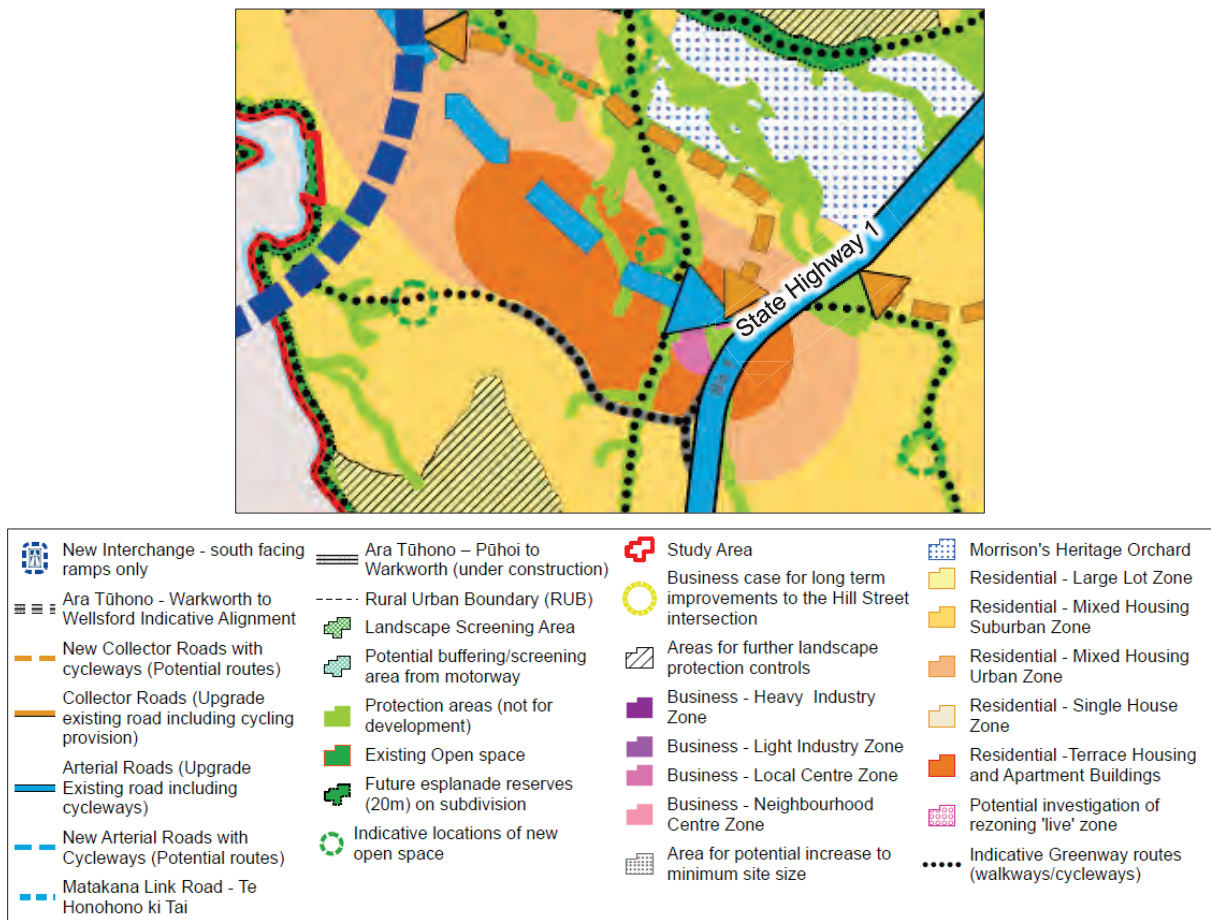 State Highway 1
New Interchange - south facing
ramps only
Ara Tūhono - Warkworth to
Wellsford Indicative Alignment
New Collector Roads with
cycleways (Potential routes)
Collector Roads (Upgrade
existing road including cycling
provision)
Arterial Roads (Upgrade
Existing road including
cycleways)
New Arterial Roads with
Cycleways (Potential routes)
Matakana Link Road - Te
Honohono ki Tai
Ara Tūhono – Pūhoi to
Warkworth (under construction)
Rural Urban Boundary (RUB)
Landscape Screening Area
Potential buffering/screening
area from motorway
Protection areas (not for
development)
Existing Open space
Future esplanade reserves
(20m) on subdivision
Indicative locations of new
open space
Study Area
Business case for long term
improvements to the Hill Street
intersection
Areas for further landscape
protection controls
Business - Heavy Industry
Zone
Business - Light Industry Zone
Business - Local Centre Zone
Business - Neighbourhood
Centre Zone
Area for potential increase to
minimum site size
Morrison's Heritage Orchard
Residential - Large Lot Zone
Residential - Mixed Housing
Suburban Zone
Residential - Mixed Housing
Urban Zone
Residential - Single House
Zone
Residential -Terrace Housing
and Apartment Buildings
Potential investigation of
rezoning 'live' zone
Indicative Greenway routes
(walkways/cycleways)